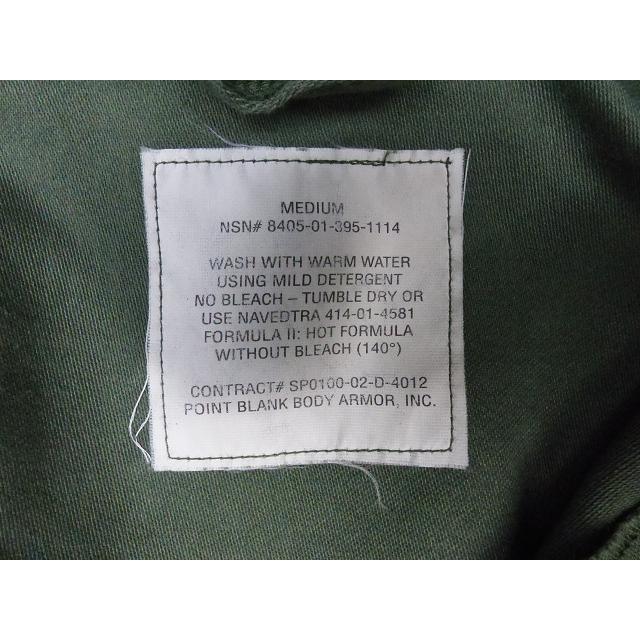 MEDIUM
NSN# 8405-01-395-1114
WASH WITH WARM WATER
USING MILD DETERGENT
NO BLEACH – TUMBLE DRY OR
USE NAVEDTRA 414-01-4581
FORMULA II: HOT FORMULA
WITHOUT BLEACH (140°)
CONTRACT# SP0100-02-D-4012
POINT BLANK BODY ARMOR, INC.